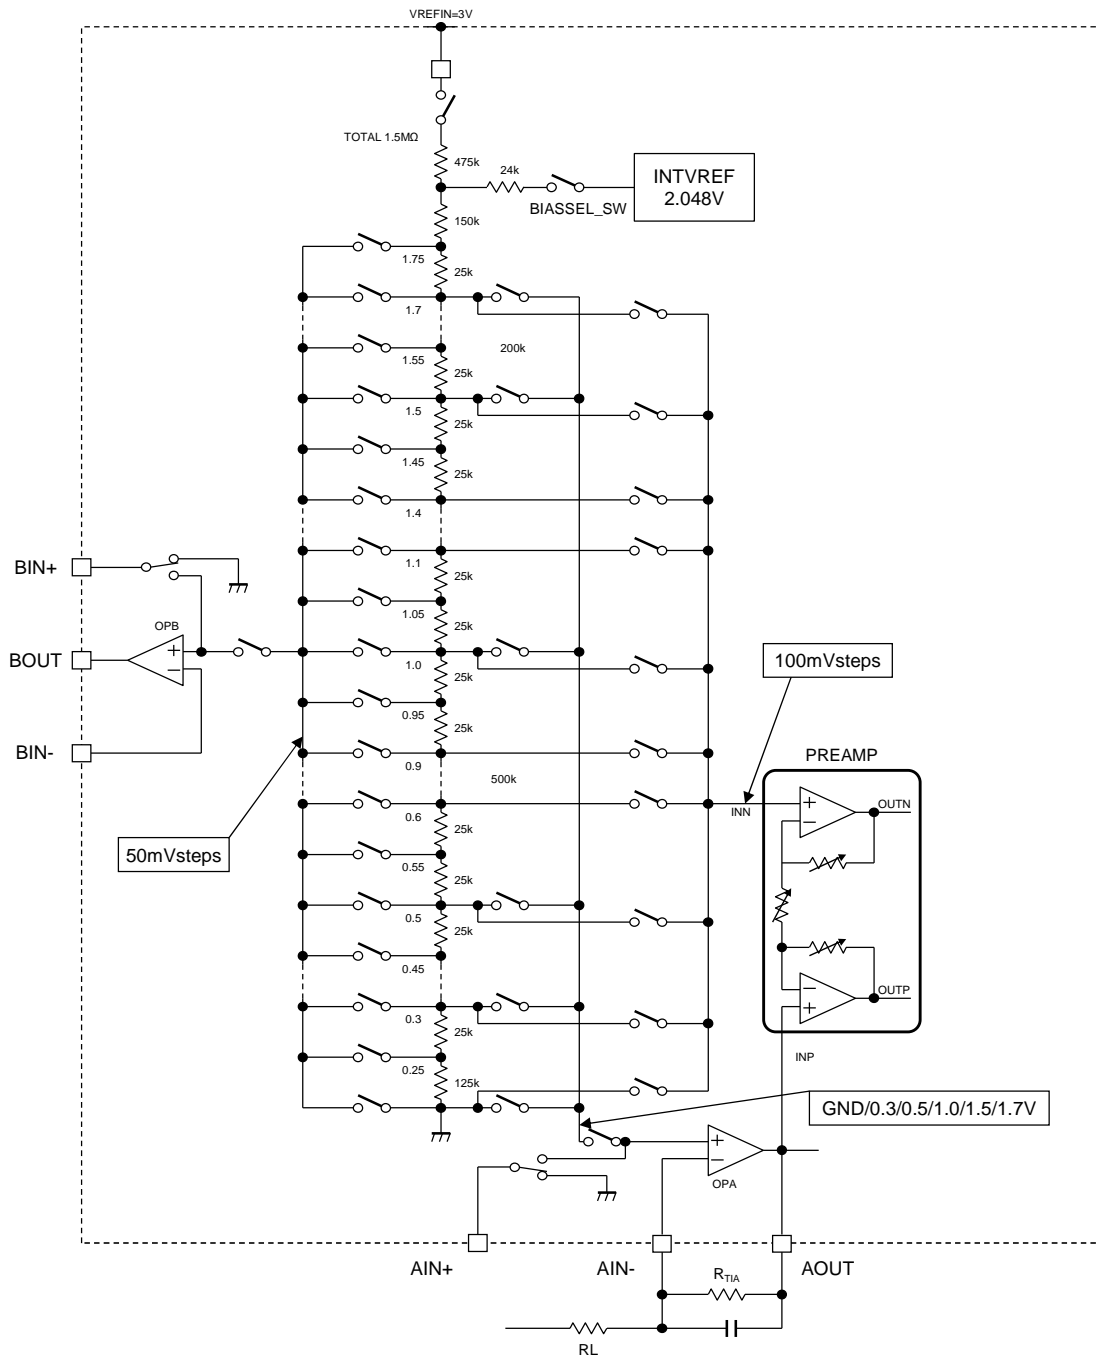 VREFIN=3V
TOTAL 1.5MΩ
475k
24k
INTVREF
2.048V
BIASSEL_SW
150k
1.75
25k
1.7
200k
1.55
25k
1.5
25k
1.45
25k
1.4
1.1
25k
BIN+
1.05
OPB
25k
BOUT
1.0
100mVsteps
25k
0.95
25k
BIN-
0.9
PREAMP
500k
0.6
INN
OUTN
25k
50mVsteps
0.55
25k
0.5
25k
0.45
OUTP
0.3
25k
INP
0.25
125k
GND/0.3/0.5/1.0/1.5/1.7V
OPA
AIN+
AIN-
AOUT
RTIA
RL